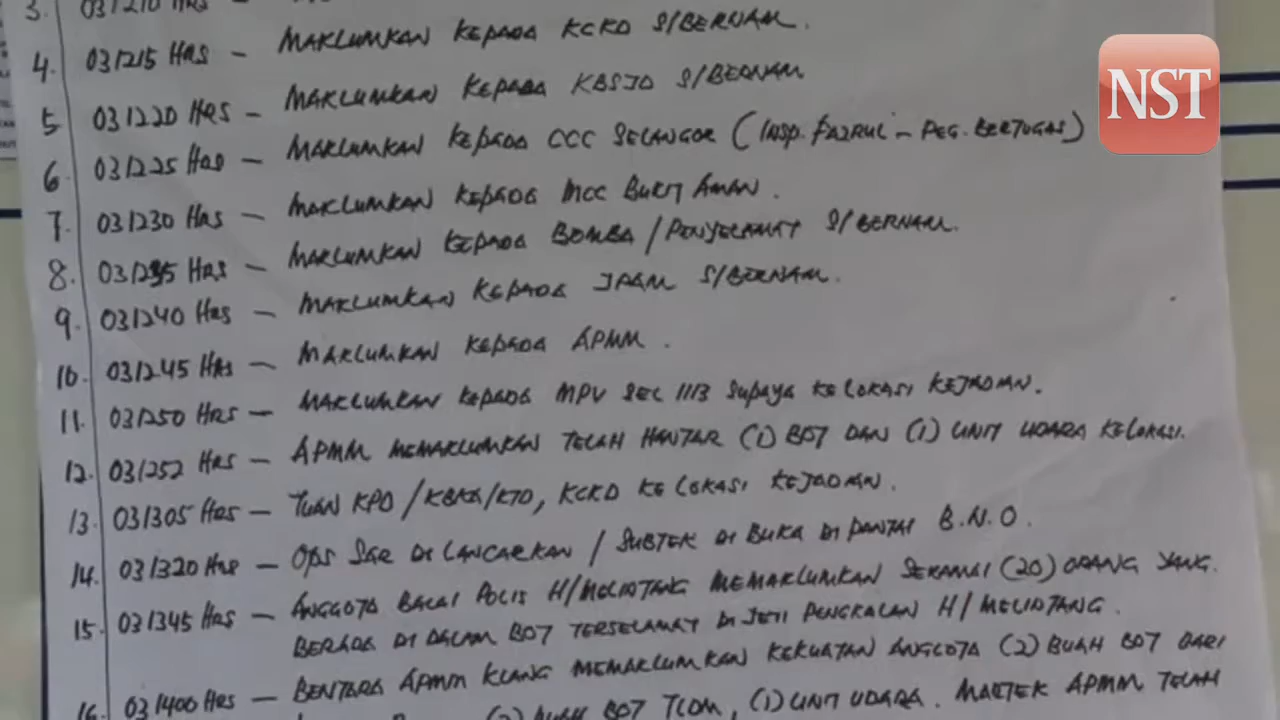 3. 031210 HRS -
4. 031215 HRS - MAKLUMKAN KEPADA KCKD S/BERNAM.
5. 031220 HRS - MAKLUMKAN KEPADA KBSJD S/BERNAM
6. 031225 HRS - MAKLUMKAN KEPADA CCC SELANGOR (INSP. FAZRUL - PEG. BERTUGAS)
7. 031230 HRS - MAKLUMKAN KEPADA MCC BUKIT AMAN.
8. 031235 HRS - MAKLUMKAN KEPADA BOMBA/PENYELAMAT S/BERNAM.
9. 031240 HRS - MAKLUMKAN KEPADA JPAM S/BERNAM.
10. 031245 HRS - MAKLUMKAN KEPADA APMM.
11. 031250 HRS - MAKLUMKAN KEPADA MPV SEC 1113 SUPAYA KE LOKASI KEJADIAN.
12. 031252 HRS - APMM MEMAKLUMKAN TELAH HANTAR (1) BOT DAN (1) UNIT UDARA KE LOKASI.
13. 031305 HRS - TUAN KPD/KBKA/KTD, KCKD KE LOKASI KEJADIAN.
14. 031320 HRS - OPS SAR DI LANCARKAN / SUBTEK DI BUKA DI PANTAI B.N.O.
15. 031345 HRS - ANGGOTA BALAI POLIS H/MELINTANG MEMAKLUMKAN SERAMAI (20) ORANG YANG.
BERADA DI DALAM BOT TERSELAMAT DI JETI PENGKALAN H/MELINTANG.
16. 031400 HRS - BENTARA APMM KLANG MEMAKLUMKAN KEKUATAN ANGGOTA (2) BUAH BOT DARI
(2) BUAH BOT TLDM, (1) UNIT UDARA. MARTEK APMM TELAH
NST